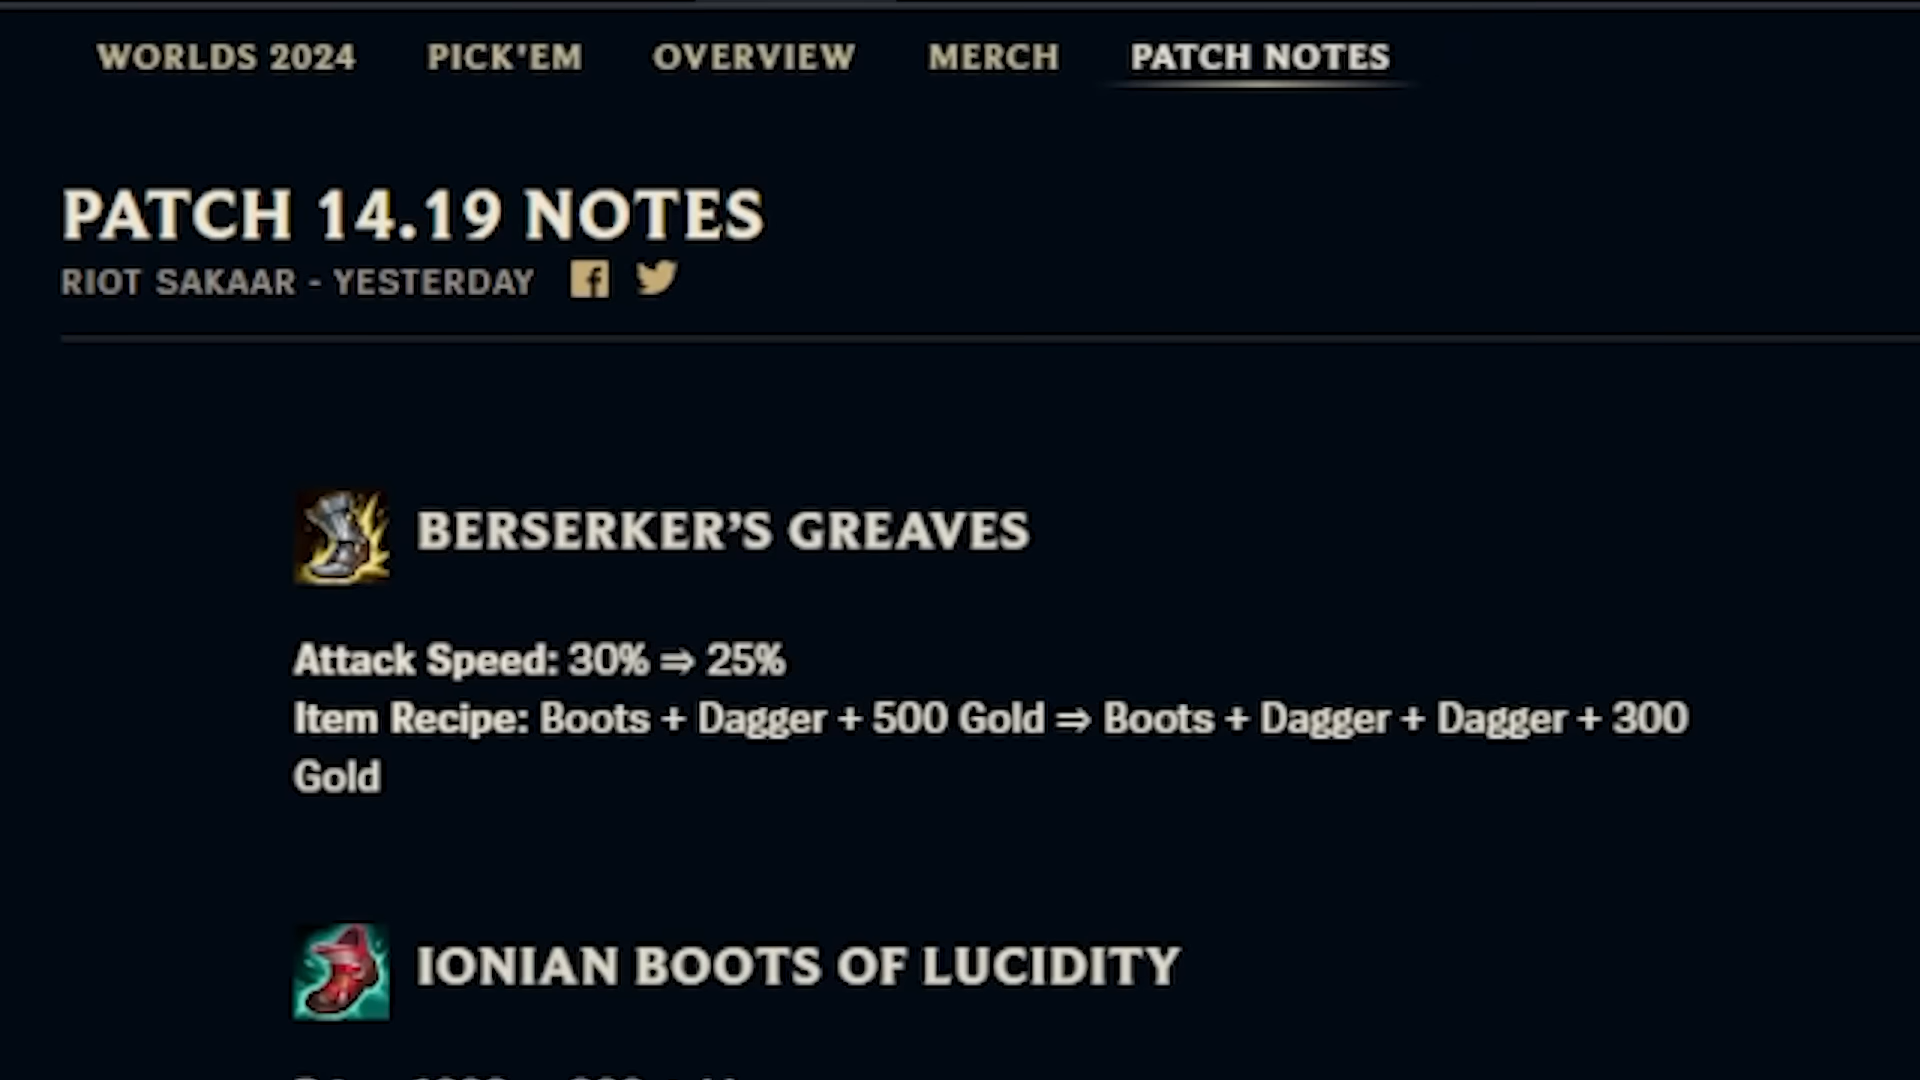 WORLDS 2024 PICK'EM OVERVIEW MERCH PATCH NOTES
PATCH 14.19 NOTES
RIOT SAKAAR - YESTERDAY
BERSERKER’S GREAVES
Attack Speed: 30% ⇒ 25%
Item Recipe: Boots + Dagger + 500 Gold ⇒ Boots + Dagger + Dagger + 300
Gold
IONIAN BOOTS OF LUCIDITY